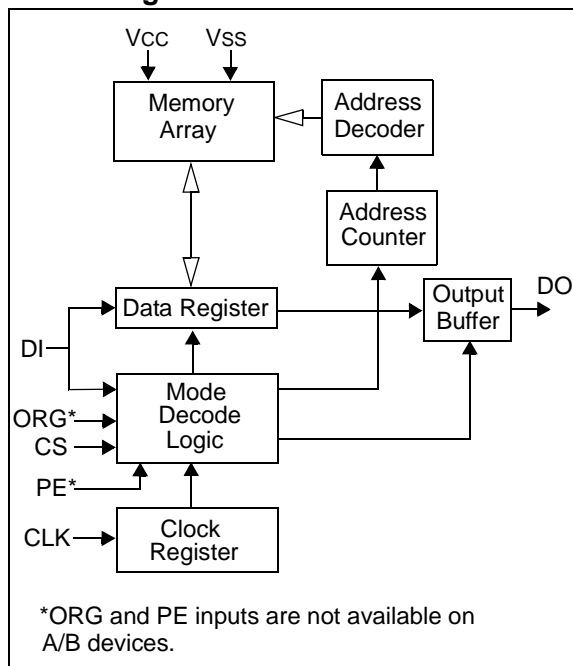 VCC VSS
Memory
Array
Address
Decoder
Address
Counter
Data Register
Output
Buffer
DO
DI
Mode
Decode
Logic
ORG*
CS
PE*
CLK
Clock
Register
*ORG and PE inputs are not available on
A/B devices.